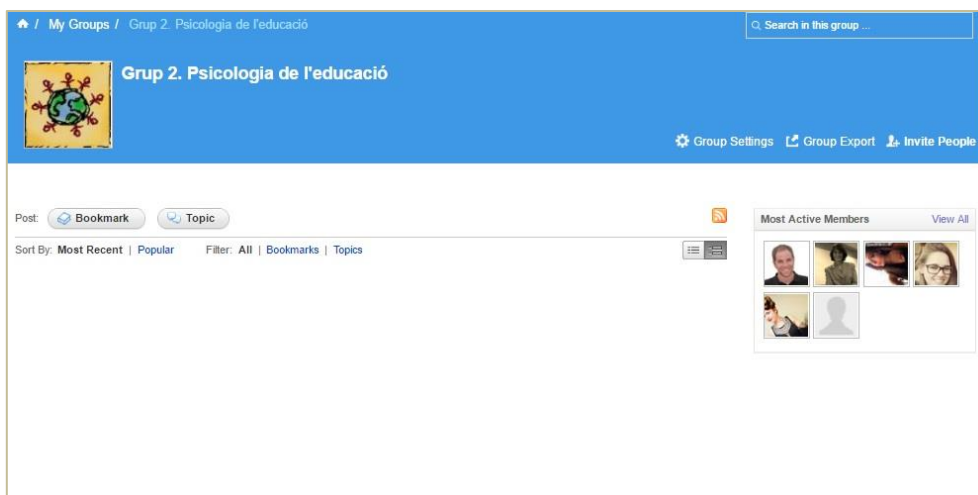 / My Groups / Grup 2. Psicologia de l'educació
Search in this group ...
Grup 2. Psicologia de l'educació
Group Settings Group Export Invite People
Post: Bookmark Topic
Most Active Members View All
Sort By: Most Recent | Popular Filter: All | Bookmarks | Topics